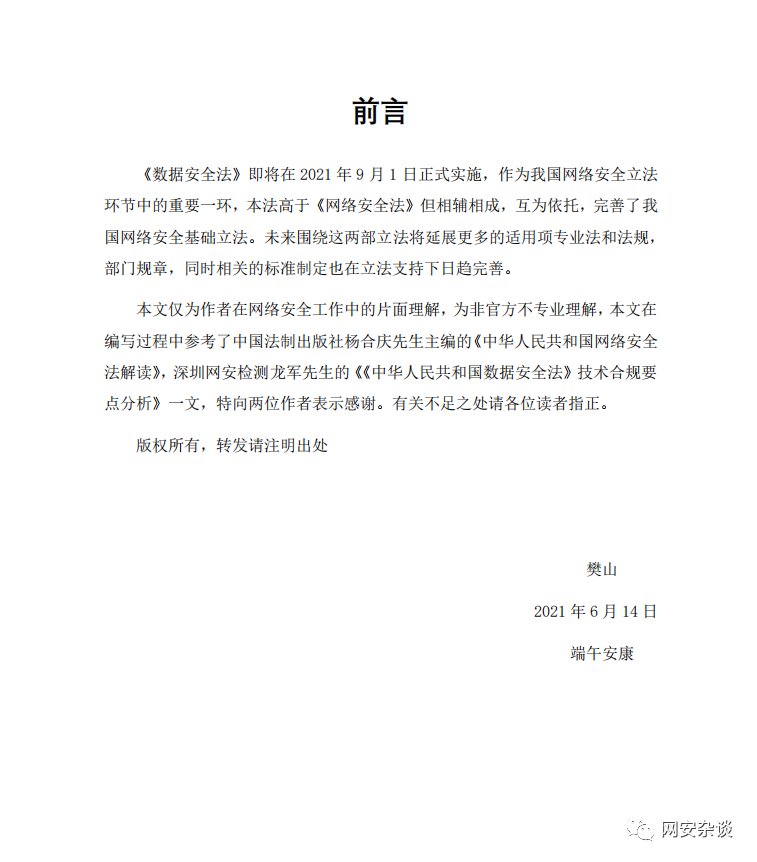 前言
《数据安全法》即将在 2021 年 9 月 1 日正式实施，作为我国网络安全立法
环节中的重要一环，本法高于《网络安全法》但相辅相成，互为依托，完善了我
国网络安全基础立法。未来围绕这两部立法将延展更多的适用项专业法和法规，
部门规章，同时相关的标准制定也在立法支持下日趋完善。
本文仅为作者在网络安全工作中的片面理解，为非官方不专业理解，本文在
编写过程中参考了中国法制出版社杨合庆先生主编的《中华人民共和国网络安全
法解读》，深圳网安检测龙军先生的《《中华人民共和国数据安全法》技术合规要
点分析》一文，特向两位作者表示感谢。有关不足之处请各位读者指正。
版权所有，转发请注明出处
樊山
2021 年 6 月 14 日
端午安康
网安杂谈